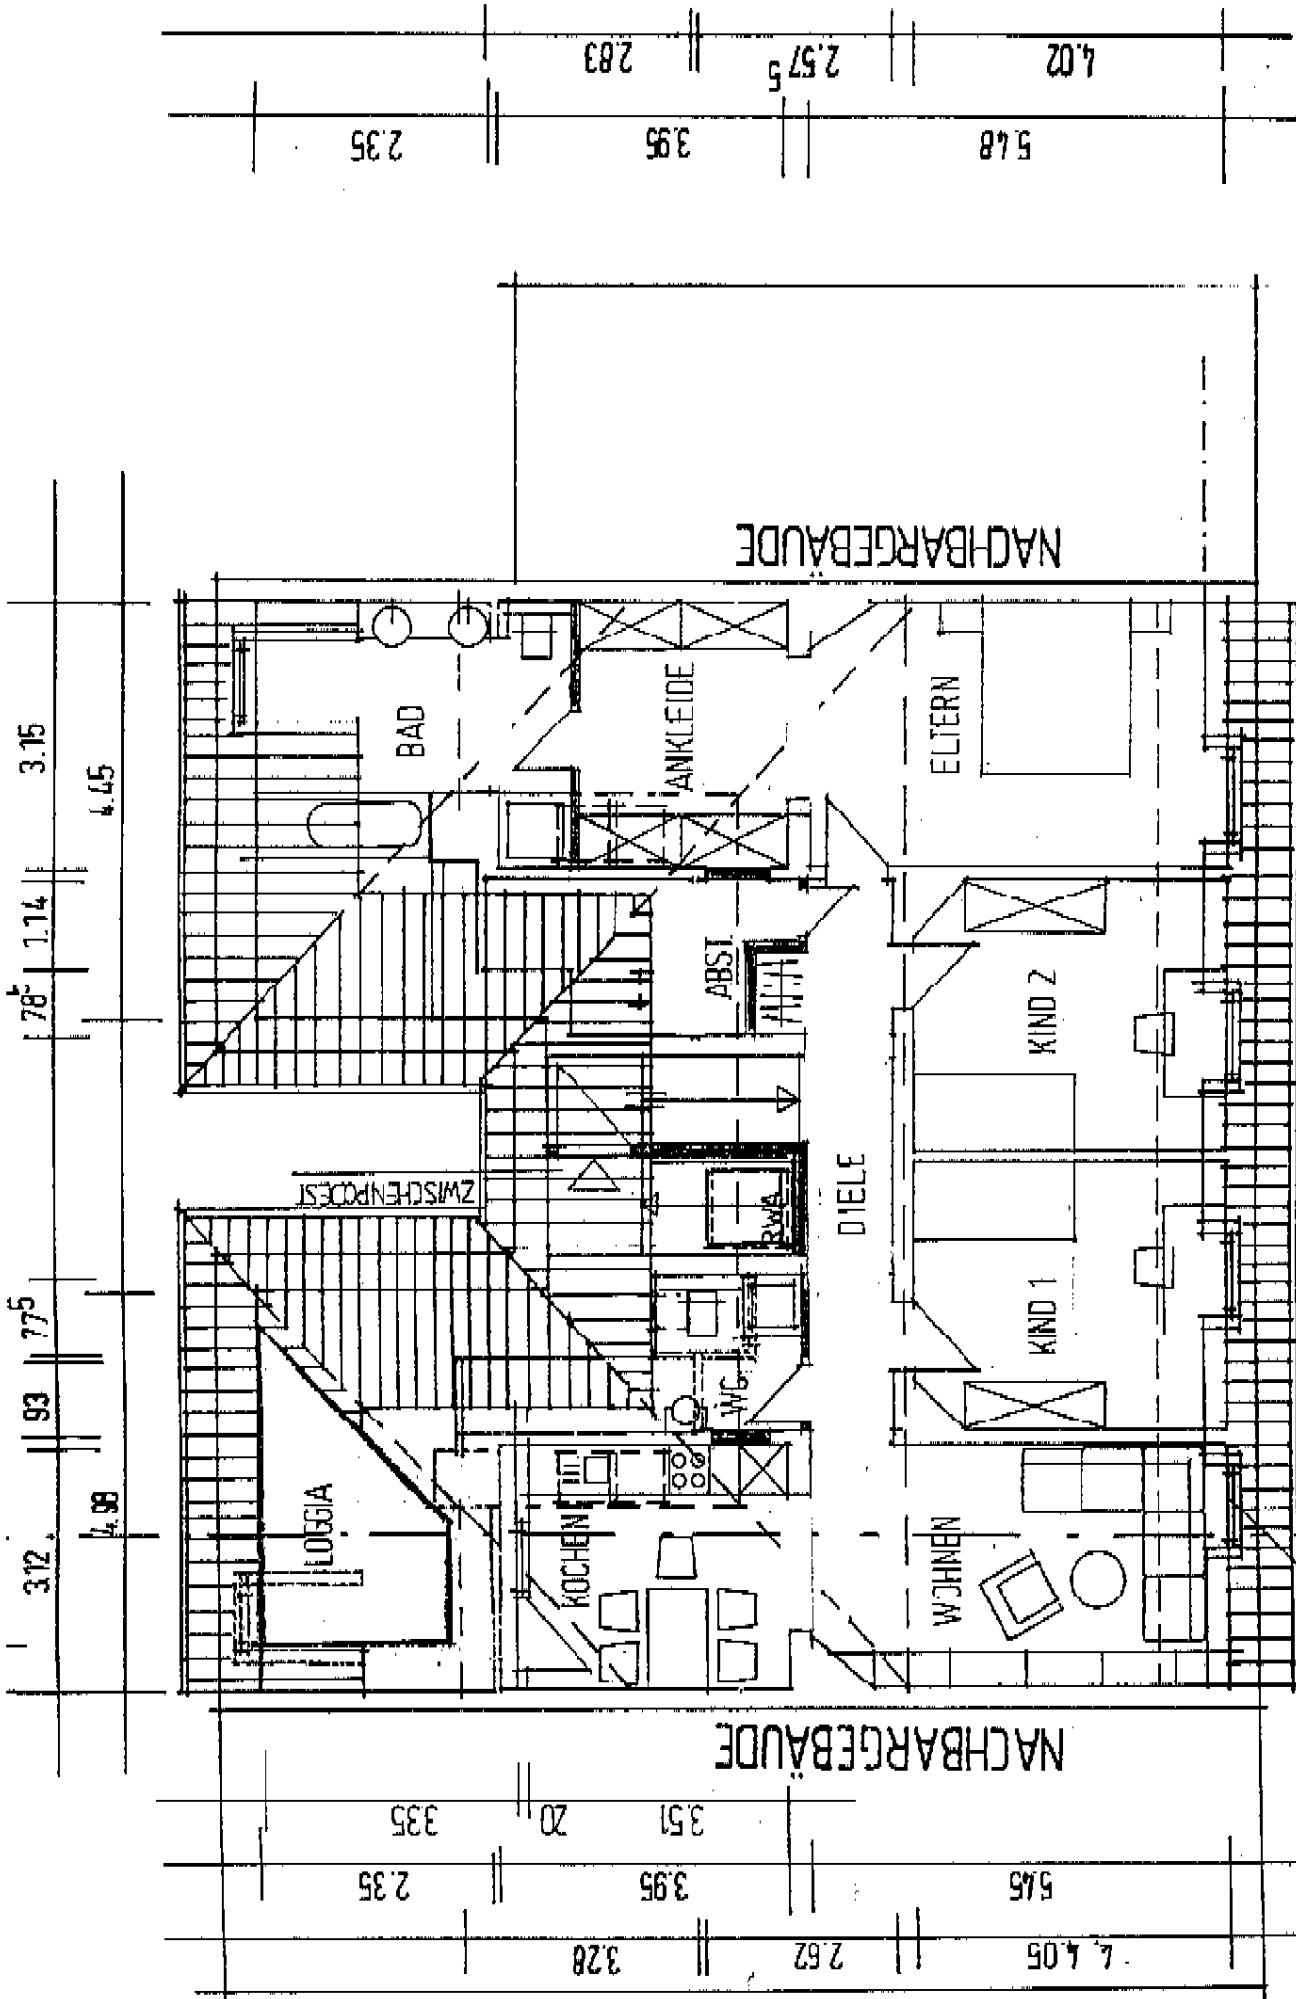 2.83
2.57 5
4.02
2.35
3.95
5.48
3.15
1.14
78
77 5
93
3.12
4.45
4.98
NACHBARGEBÄUDE
BAD
ANKLEIDE
ELTERN
ABST
KIND 2
ZWISCHENPODEST
RWA
DIELE
WC
KIND 1
LOGGIA
KOCHEN
WOHNEN
NACHBARGEBÄUDE
3.35
20
3.51
2.35
3.95
5.45
3.28
2.62
4.05